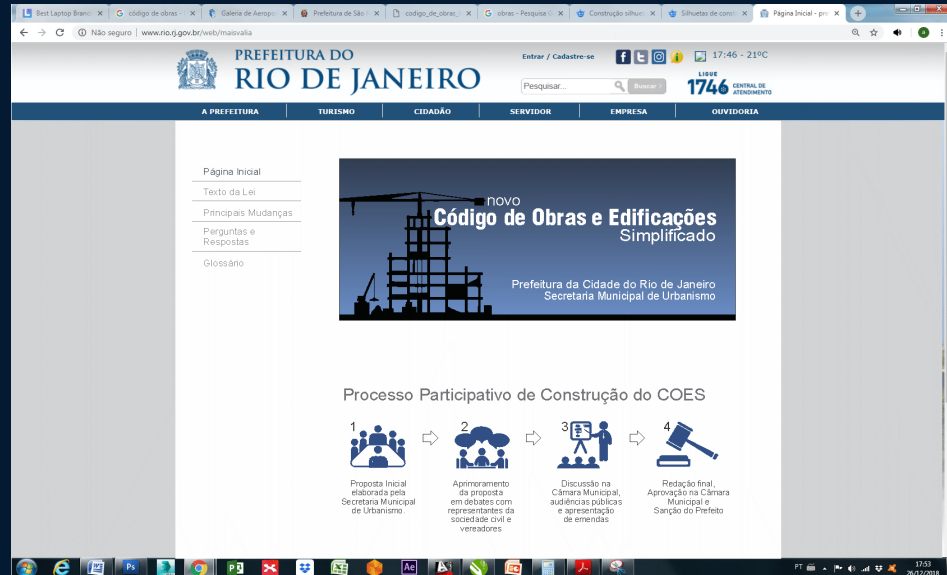 Best Laptop Branc
código de obras -
Galeria de Aeropo
Prefeitura de São
codigo_de_obras_
obras - Pesquisa
Construção silhuet
Silhuetas de const
Página Inicial - pre
Não seguro | www.rio.rj.gov.br/web/maisvalia
PREFEITURA DO
RIO DE JANEIRO
Entrar / Cadastre-se
17:46 - 21ºC
Pesquisar...
Buscar
LIGUE
1746 CENTRAL DE
ATENDIMENTO
A PREFEITURA TURISMO CIDADÃO SERVIDOR EMPRESA OUVIDORIA
Página Inicial
Texto da Lei
Principais Mudanças
Perguntas e
Respostas
Glossário
novo
Código de Obras e Edificações
Simplificado
Prefeitura da Cidade do Rio de Janeiro
Secretaria Municipal de Urbanismo
Processo Participativo de Construção do COES
1
Proposta Inicial
elaborada pela
Secretaria Municipal
de Urbanismo.
2
Aprimoramento
da proposta
em debates com
representantes da
sociedade civil e
vereadores.
3
Discussão na
Câmara Municipal,
audiências públicas
e apresentação
de emendas
4
Redação final,
Aprovação na Câmara
Municipal e
Sanção do Prefeito
Ps
Ae
PT
17:53
26/12/2018